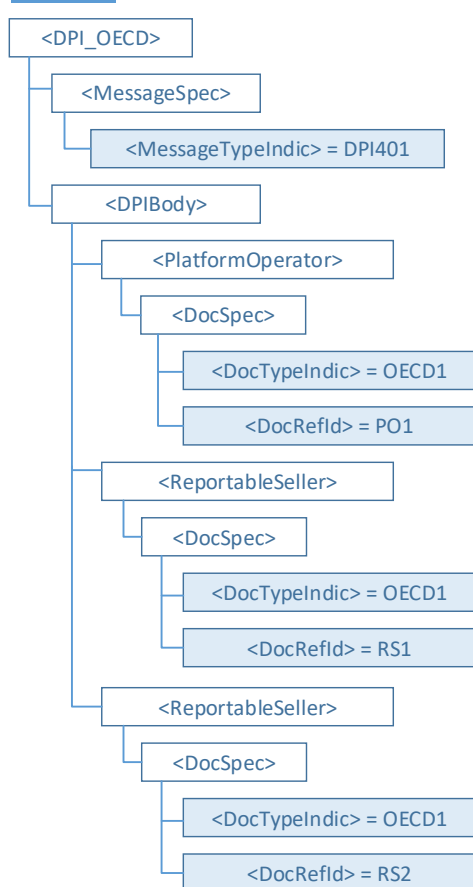 <DPI_OECD>
<MessageSpec>
<MessageTypeIndic> = DPI401
<DPIBody>
<PlatformOperator>
<DocSpec>
<DocTypeIndic> = OECD1
<DocRefId> = PO1
<ReportableSeller>
<DocSpec>
<DocTypeIndic> = OECD1
<DocRefId> = RS1
<ReportableSeller>
<DocSpec>
<DocTypeIndic> = OECD1
<DocRefId> = RS2